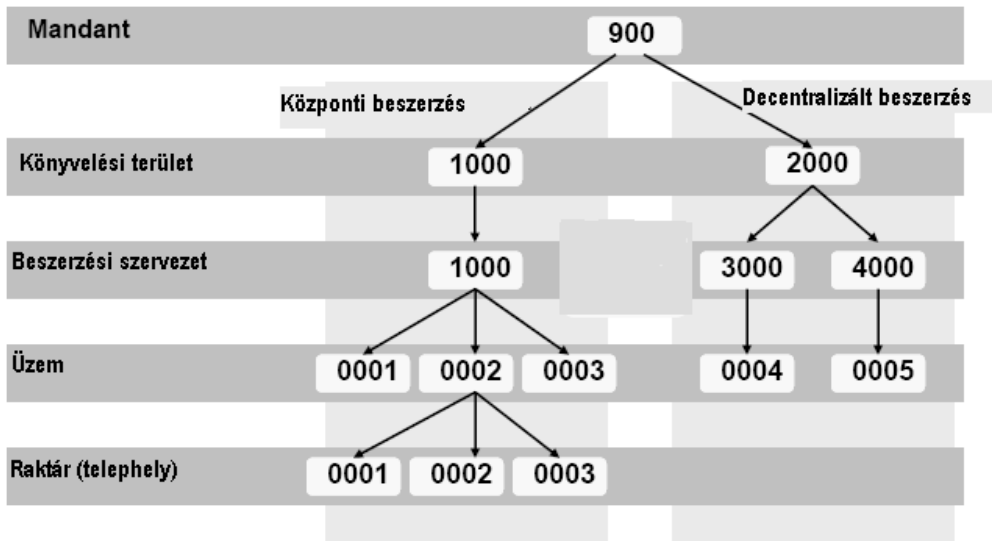 Mandant
900
Központi beszerzés
Decentralizált beszerzés
Könyvelési terület
1000
2000
Beszerzési szervezet
1000
3000
4000
Üzem
0001
0002
0003
0004
0005
Raktár (telephely)
0001
0002
0003